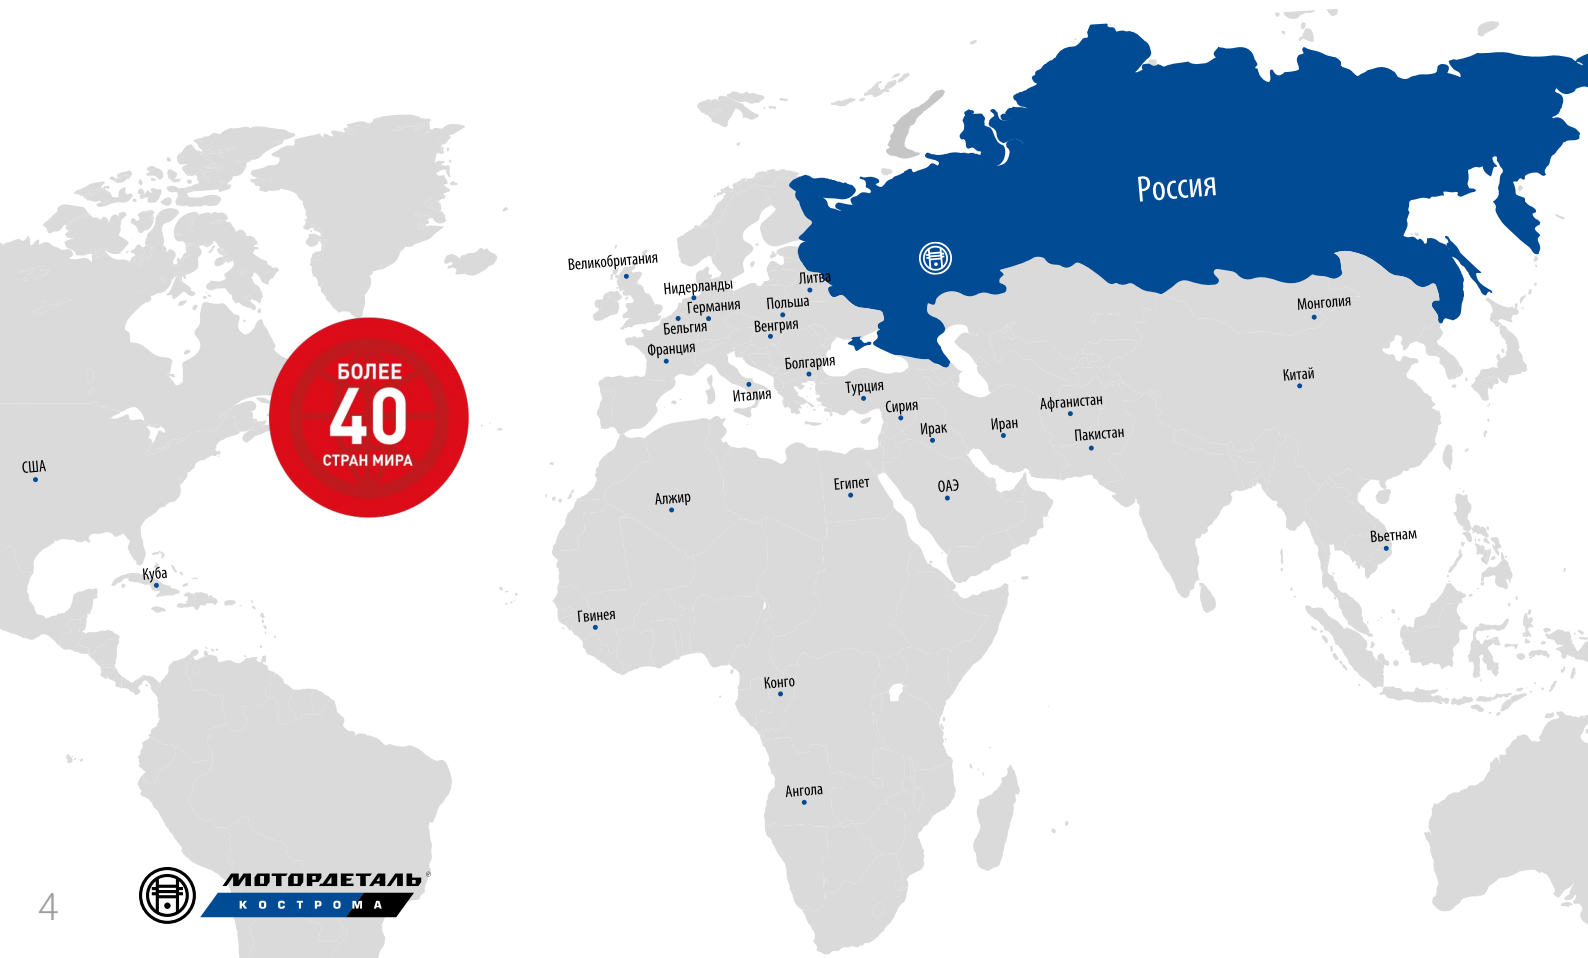 Россия
Великобритания
Нидерланды
Литва
Германия
Польша
Бельгия
Венгрия
Франция
Болгария
Италия
Турция
Сирия
Ирак
Иран
Афганистан
Пакистан
Монголия
Китай
БОЛЕЕ
40
СТРАН МИРА
США
Алжир
Египет
ОАЭ
Вьетнам
Куба
Гвинея
Конго
Ангола
МОТОРДЕТАЛЬ®
КОСТРОМА
4